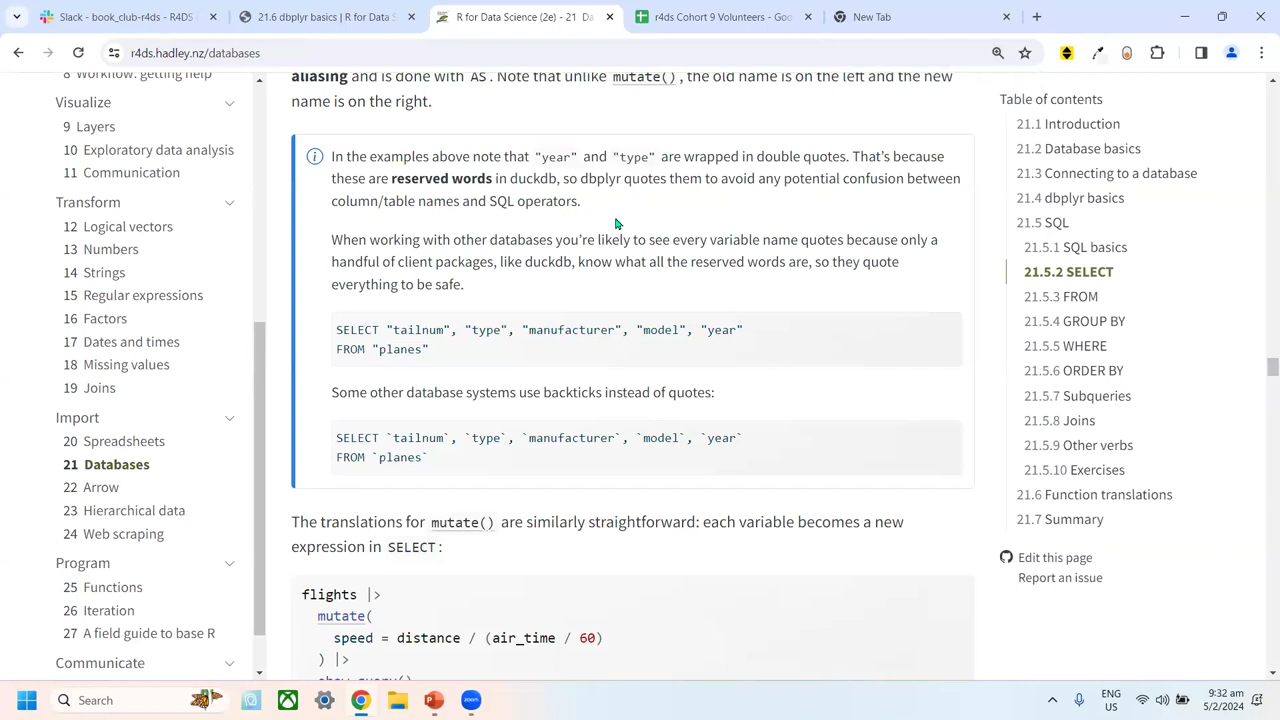 Slack - book_club-r4ds - R4DS C
21.6 dbplyr basics | R for Data S
R for Data Science (2e) - 21 Da
r4ds Cohort 9 Volunteers - Goo
New Tab
r4ds.hadley.nz/databases
8 Workflow: getting help
Visualize
9 Layers
10 Exploratory data analysis
11 Communication
Transform
12 Logical vectors
13 Numbers
14 Strings
15 Regular expressions
16 Factors
17 Dates and times
18 Missing values
19 Joins
Import
20 Spreadsheets
21 Databases
22 Arrow
23 Hierarchical data
24 Web scraping
Program
25 Functions
26 Iteration
27 A field guide to base R
Communicate
aliasing and is done with AS. Note that unlike mutate(), the old name is on the left and the new
name is on the right.
In the examples above note that "year" and "type" are wrapped in double quotes. That's because
these are reserved words in duckdb, so dbplyr quotes them to avoid any potential confusion between
column/table names and SQL operators.
When working with other databases you're likely to see every variable name quotes because only a
handful of client packages, like duckdb, know what all the reserved words are, so they quote
everything to be safe.
SELECT "tailnum", "type", "manufacturer", "model", "year"
FROM "planes"
Some other database systems use backticks instead of quotes:
SELECT `tailnum`, `type`, `manufacturer`, `model`, `year`
FROM `planes`
The translations for mutate() are similarly straightforward: each variable becomes a new
expression in SELECT:
flights |>
mutate(
speed = distance / (air_time / 60)
) |>
show_query()
Table of contents
21.1 Introduction
21.2 Database basics
21.3 Connecting to a database
21.4 dbplyr basics
21.5 SQL
21.5.1 SQL basics
21.5.2 SELECT
21.5.3 FROM
21.5.4 GROUP BY
21.5.5 WHERE
21.5.6 ORDER BY
21.5.7 Subqueries
21.5.8 Joins
21.5.9 Other verbs
21.5.10 Exercises
21.6 Function translations
21.7 Summary
Edit this page
Report an issue
Search
zoom
ENG
US
9:32 am
5/2/2024